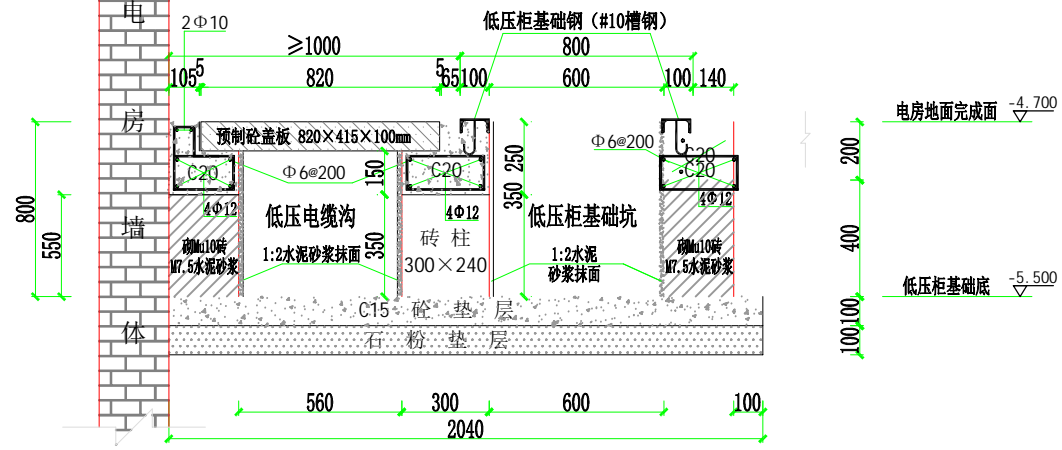 电
房
墙
体
2Φ10
低压柜基础钢（#10槽钢）
≥1000
800
105
5
820
5
65
100
600
100
140
电房地面完成面
-4.700
预制砼盖板 820×415×100mm
Φ6@200
Φ6@200
C20
C20
C20
C20
150
250
200
800
550
350
350
400
4Φ12
4Φ12
4Φ12
低压电缆沟
低压柜基础坑
砌Mu10砖
M7.5水泥砂浆
1:2水泥砂浆抹面
砖柱
300×240
1:2水泥
砂浆抹面
砌Mu10砖
M7.5水泥砂浆
低压柜基础底
-5.500
C15 砼垫层
石粉垫层
100
100
560
300
600
100
2040